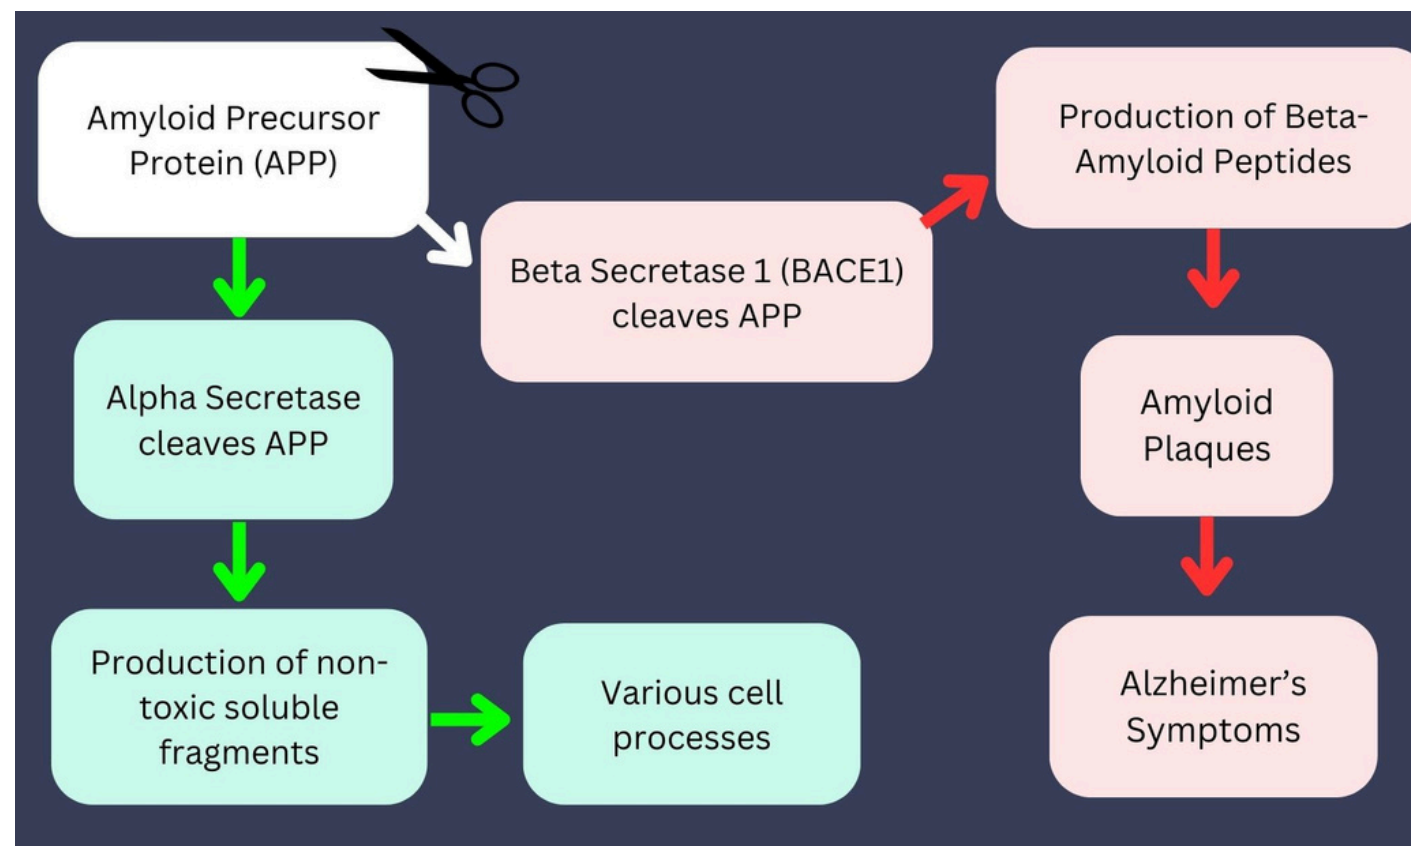 Amyloid Precursor
Protein (APP)
Beta Secretase 1 (BACE1)
cleaves APP
Production of Beta-
Amyloid Peptides
Alpha Secretase
cleaves APP
Amyloid
Plaques
Production of non-
toxic soluble
fragments
Various cell
processes
Alzheimer’s
Symptoms